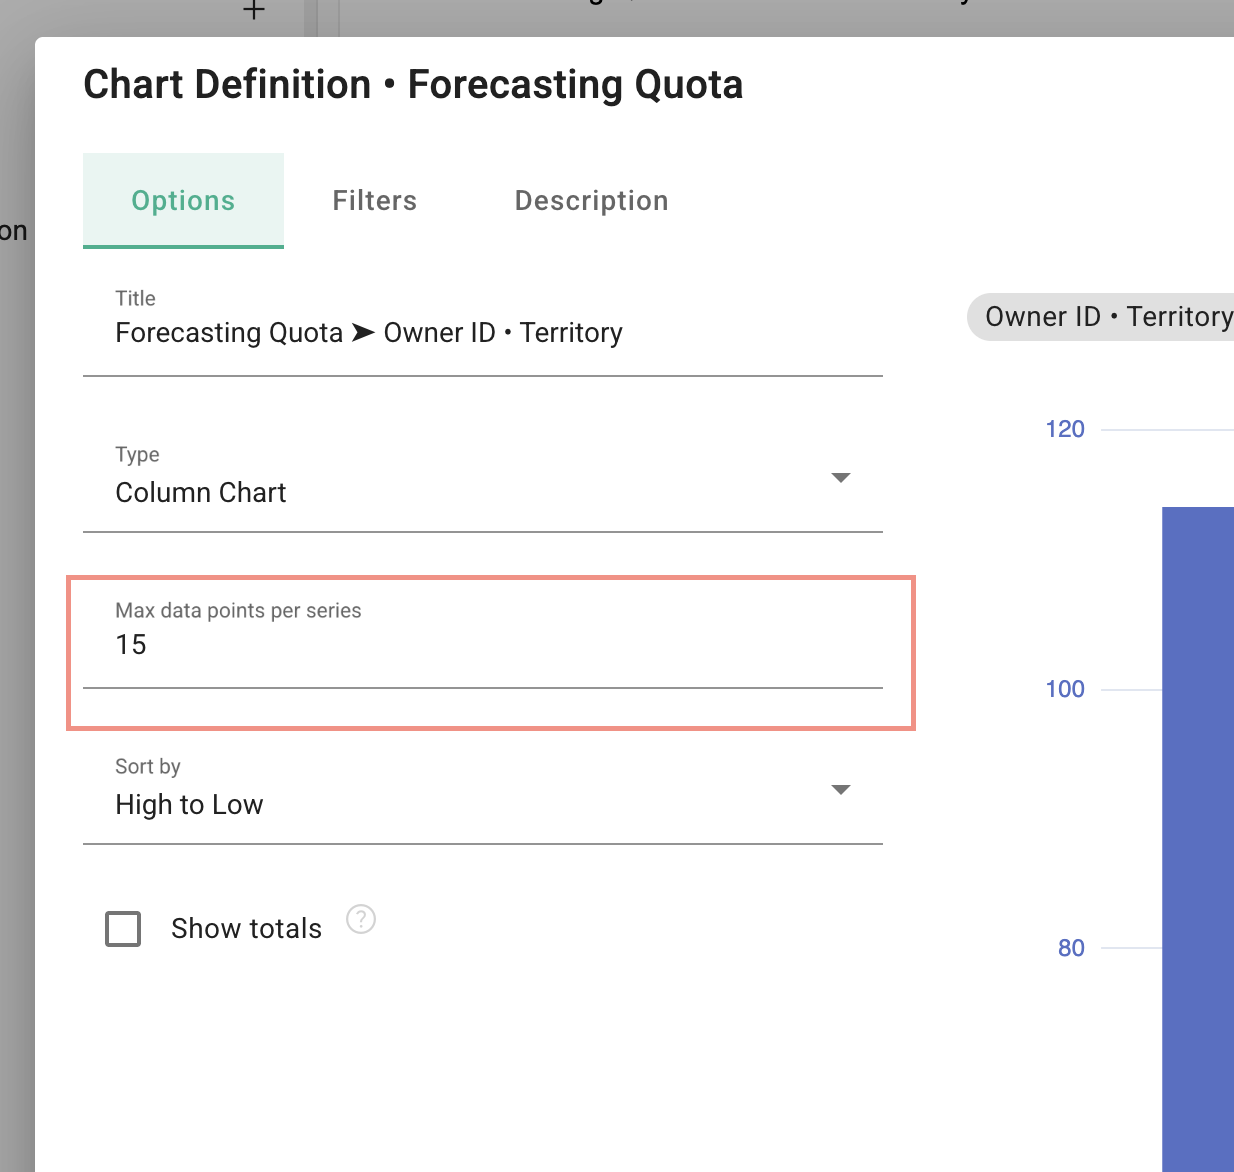 +
Chart Definition • Forecasting Quota
Options Filters Description
on
Title
Forecasting Quota ➤ Owner ID • Territory
Owner ID • Territory
120
Type
Column Chart
Max data points per series
15
100
Sort by
High to Low
Show totals ?
80